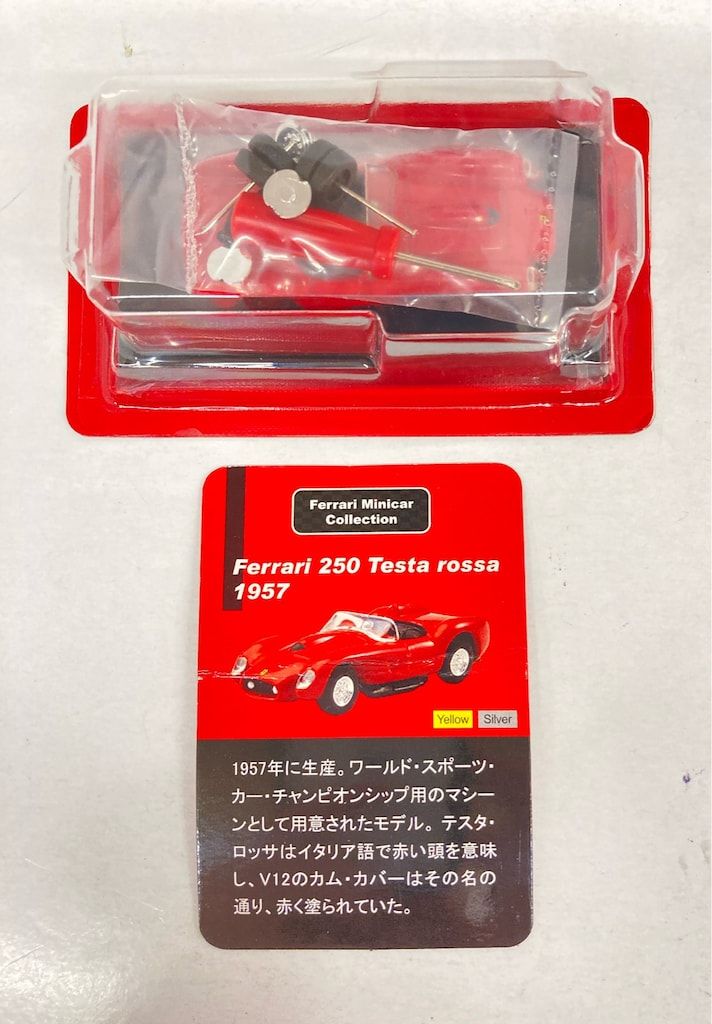 Ferrari Minicar
Collection
Ferrari 250 Testa rossa
1957
Yellow Silver
1957年に生産。ワールド・スポーツ・
カー・チャンピオンシップ用のマシー
ンとして用意されたモデル。テスタ・
ロッサはイタリア語で赤い頭を意味
し、V12のカム・カバーはその名の
通り、赤く塗られていた。